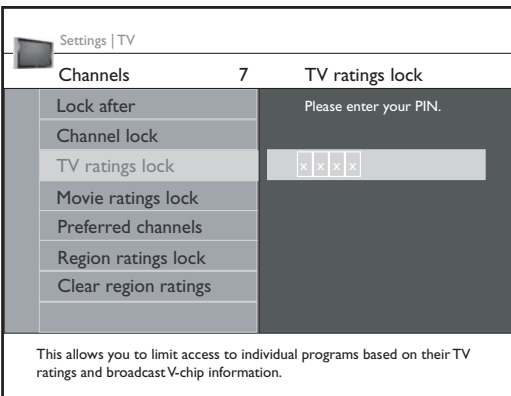 Settings | TV
Channels 7 TV ratings lock
Lock after
Please enter your PIN.
Channel lock
TV ratings lock
x x x x
Movie ratings lock
Preferred channels
Region ratings lock
Clear region ratings
This allows you to limit access to individual programs based on their TV
ratings and broadcast V-chip information.